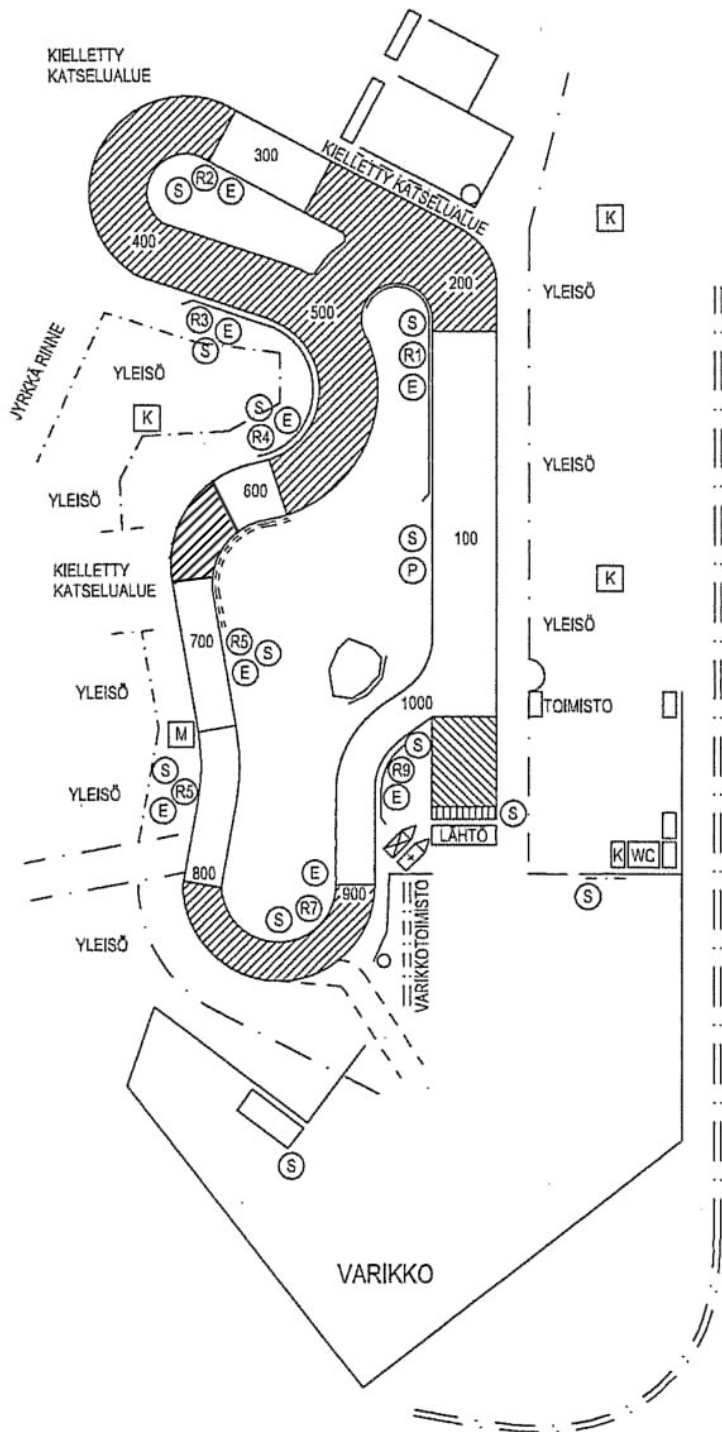 KIELLETTY
KATSELUALUE
300
KIELLETTY KATSELUALUE
S
R2
E
K
400
200
YLEISÖ
500
R3
E
S
S
R1
E
JYRKKÄ RINNE
YLEISÖ
K
S
E
R4
YLEISÖ
600
YLEISÖ
100
S
P
KIELLETTY
KATSELUALUE
K
YLEISÖ
700
R5
S
E
YLEISÖ
1000
TOIMISTO
M
S
R9
E
S
R5
E
YLEISÖ
S
LÄHTÖ
K
WC
800
E
900
S
R7
S
YLEISÖ
VARIKKOTOIMISTO
S
VARIKKO